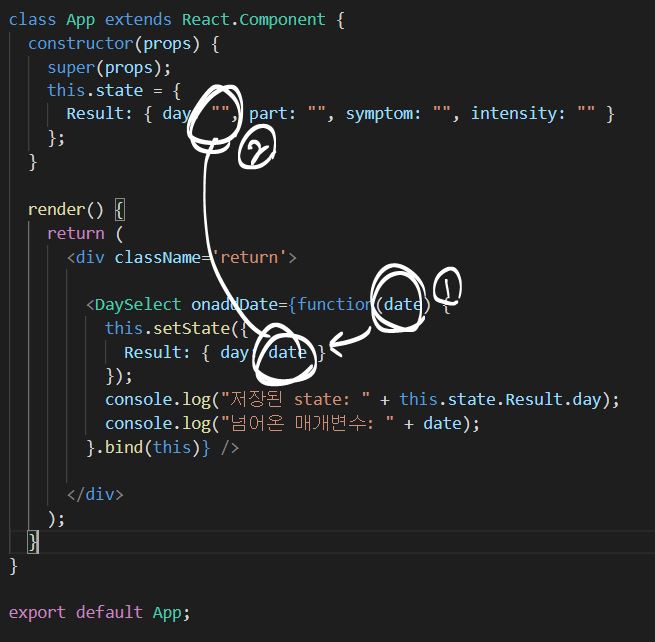 class App extends React.Component {
constructor(props) {
super(props);
this.state = {
Result: { day: "", part: "", symptom: "", intensity: "" }
};
}
2
render() {
return (
<div className='return'>
1
<DaySelect onaddDate={function(date) {
this.setState({
Result: { day: date }
});
console.log("저장된 state: " + this.state.Result.day);
console.log("넘어온 매개변수: " + date);
}.bind(this)} />
</div>
);
}
}
export default App;